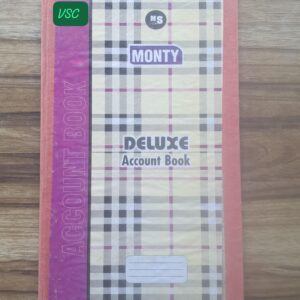 VSC
MS
MONTY
DELUXE
Account Book
ACCOUNT BOOK